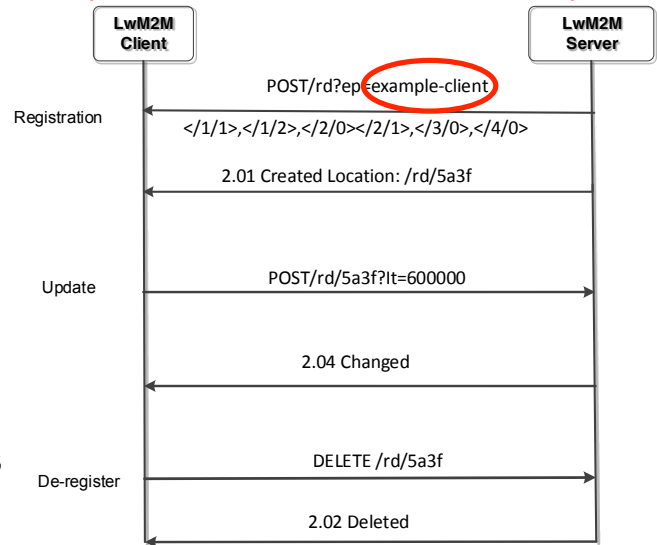 LwM2M
Client
LwM2M
Server
POST/rd?ep=example-client
Registration
</1/1>,</1/2>,</2/0></2/1>,</3/0>,</4/0>
2.01 Created Location: /rd/5a3f
Update
POST/rd/5a3f?lt=600000
2.04 Changed
DELETE /rd/5a3f
De-register
2.02 Deleted